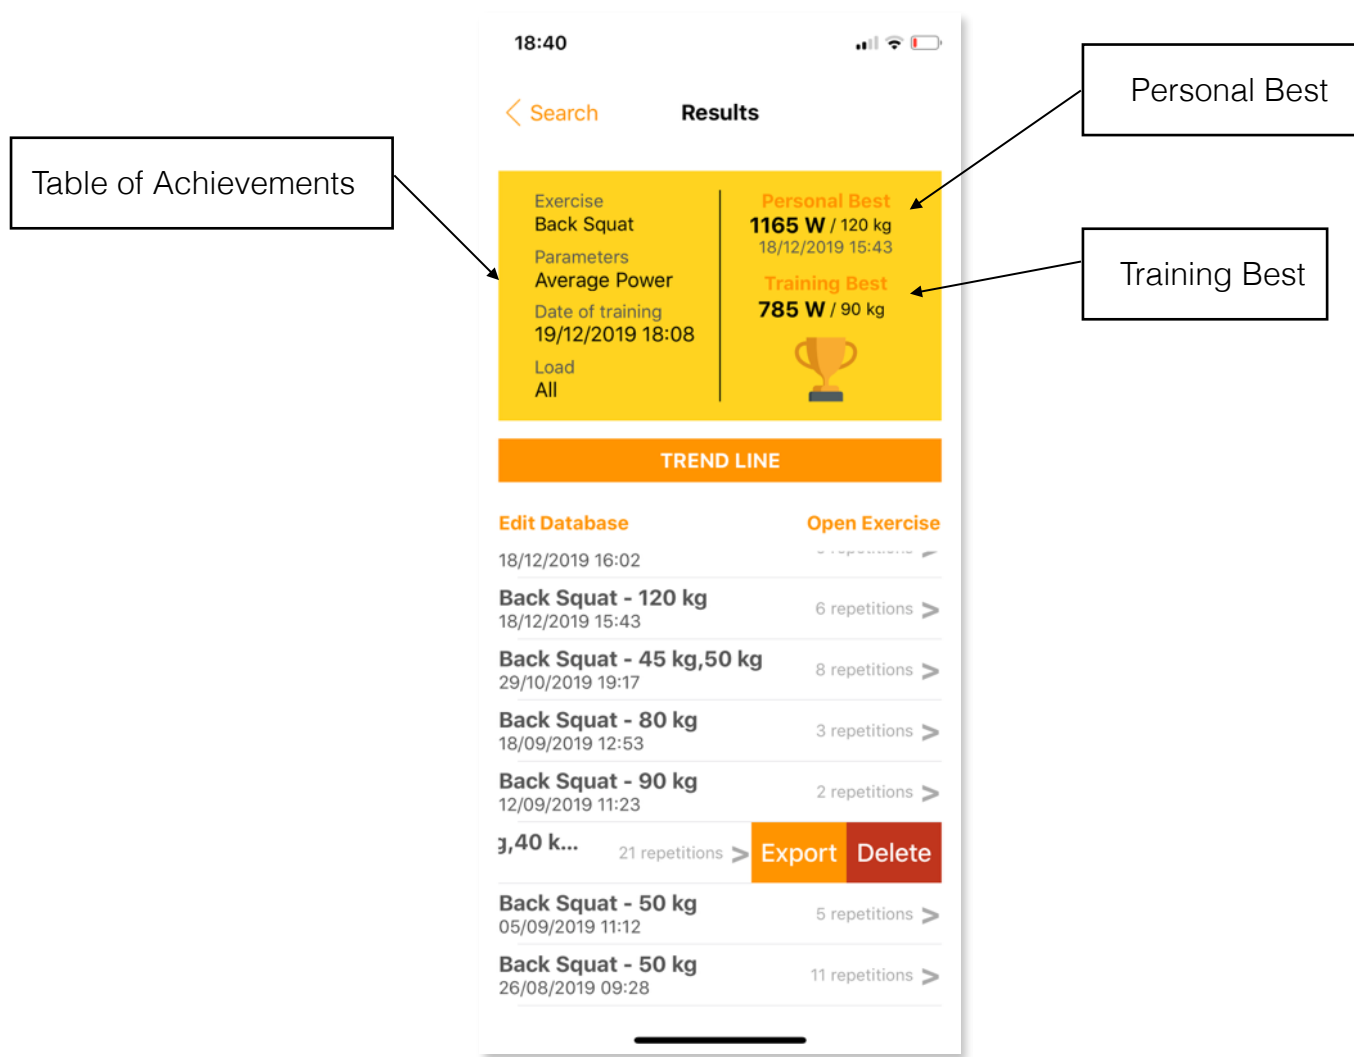 18:40
Personal Best
Search
Results
Table of Achievements
Exercise
Back Squat
Parameters
Average Power
Date of training
19/12/2019 18:08
Load
All
Personal Best
1165 W / 120 kg
18/12/2019 15:43
Training Best
785 W / 90 kg
Training Best
TREND LINE
Edit Database
Open Exercise
18/12/2019 16:02
repetitions >
Back Squat - 120 kg
6 repetitions >
18/12/2019 15:43
Back Squat - 45 kg,50 kg
8 repetitions >
29/10/2019 19:17
Back Squat - 80 kg
3 repetitions >
18/09/2019 12:53
Back Squat - 90 kg
2 repetitions >
12/09/2019 11:23
g,40 k...
21 repetitions >
Export
Delete
Back Squat - 50 kg
5 repetitions >
05/09/2019 11:12
Back Squat - 50 kg
11 repetitions >
26/08/2019 09:28